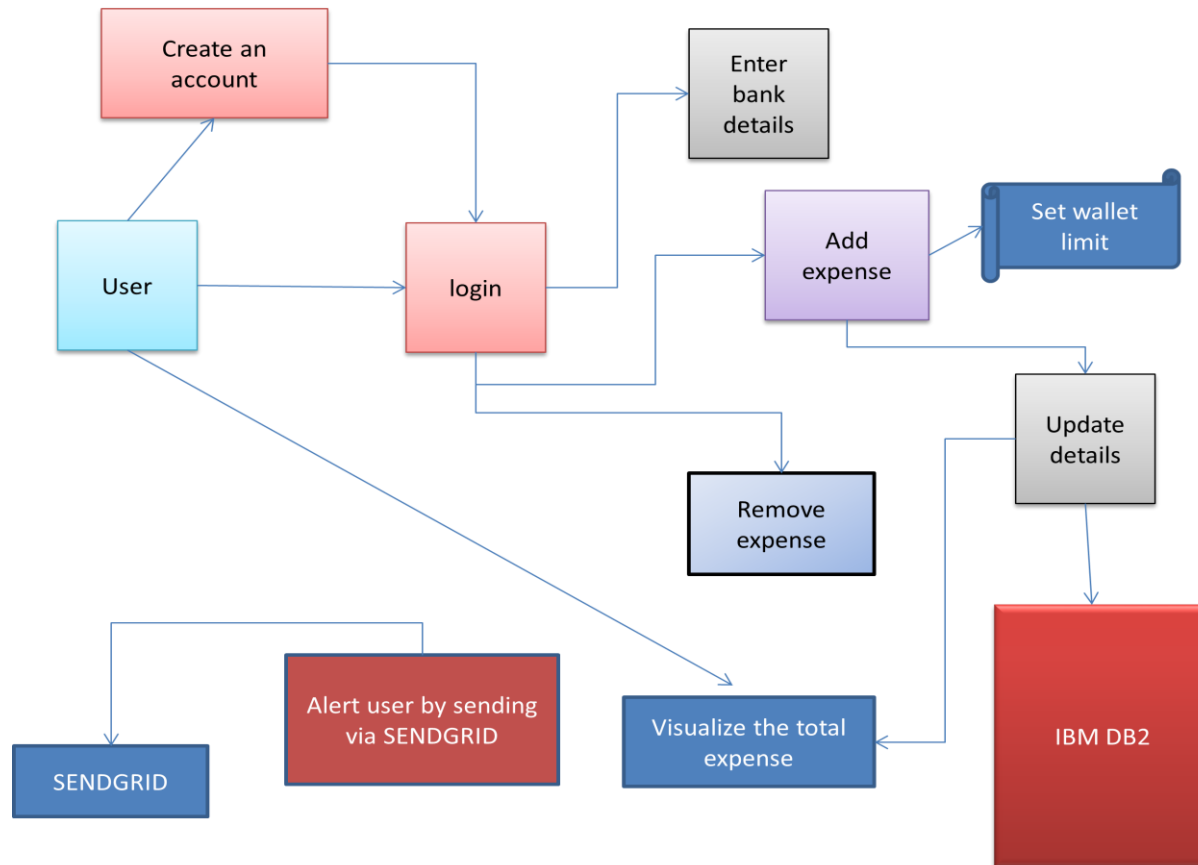 Create an
account
Enter
bank
details
Set wallet
limit
Add
expense
User
login
Update
details
Remove
expense
Alert user by sending
via SENDGRID
Visualize the total
expense
IBM DB2
SENDGRID